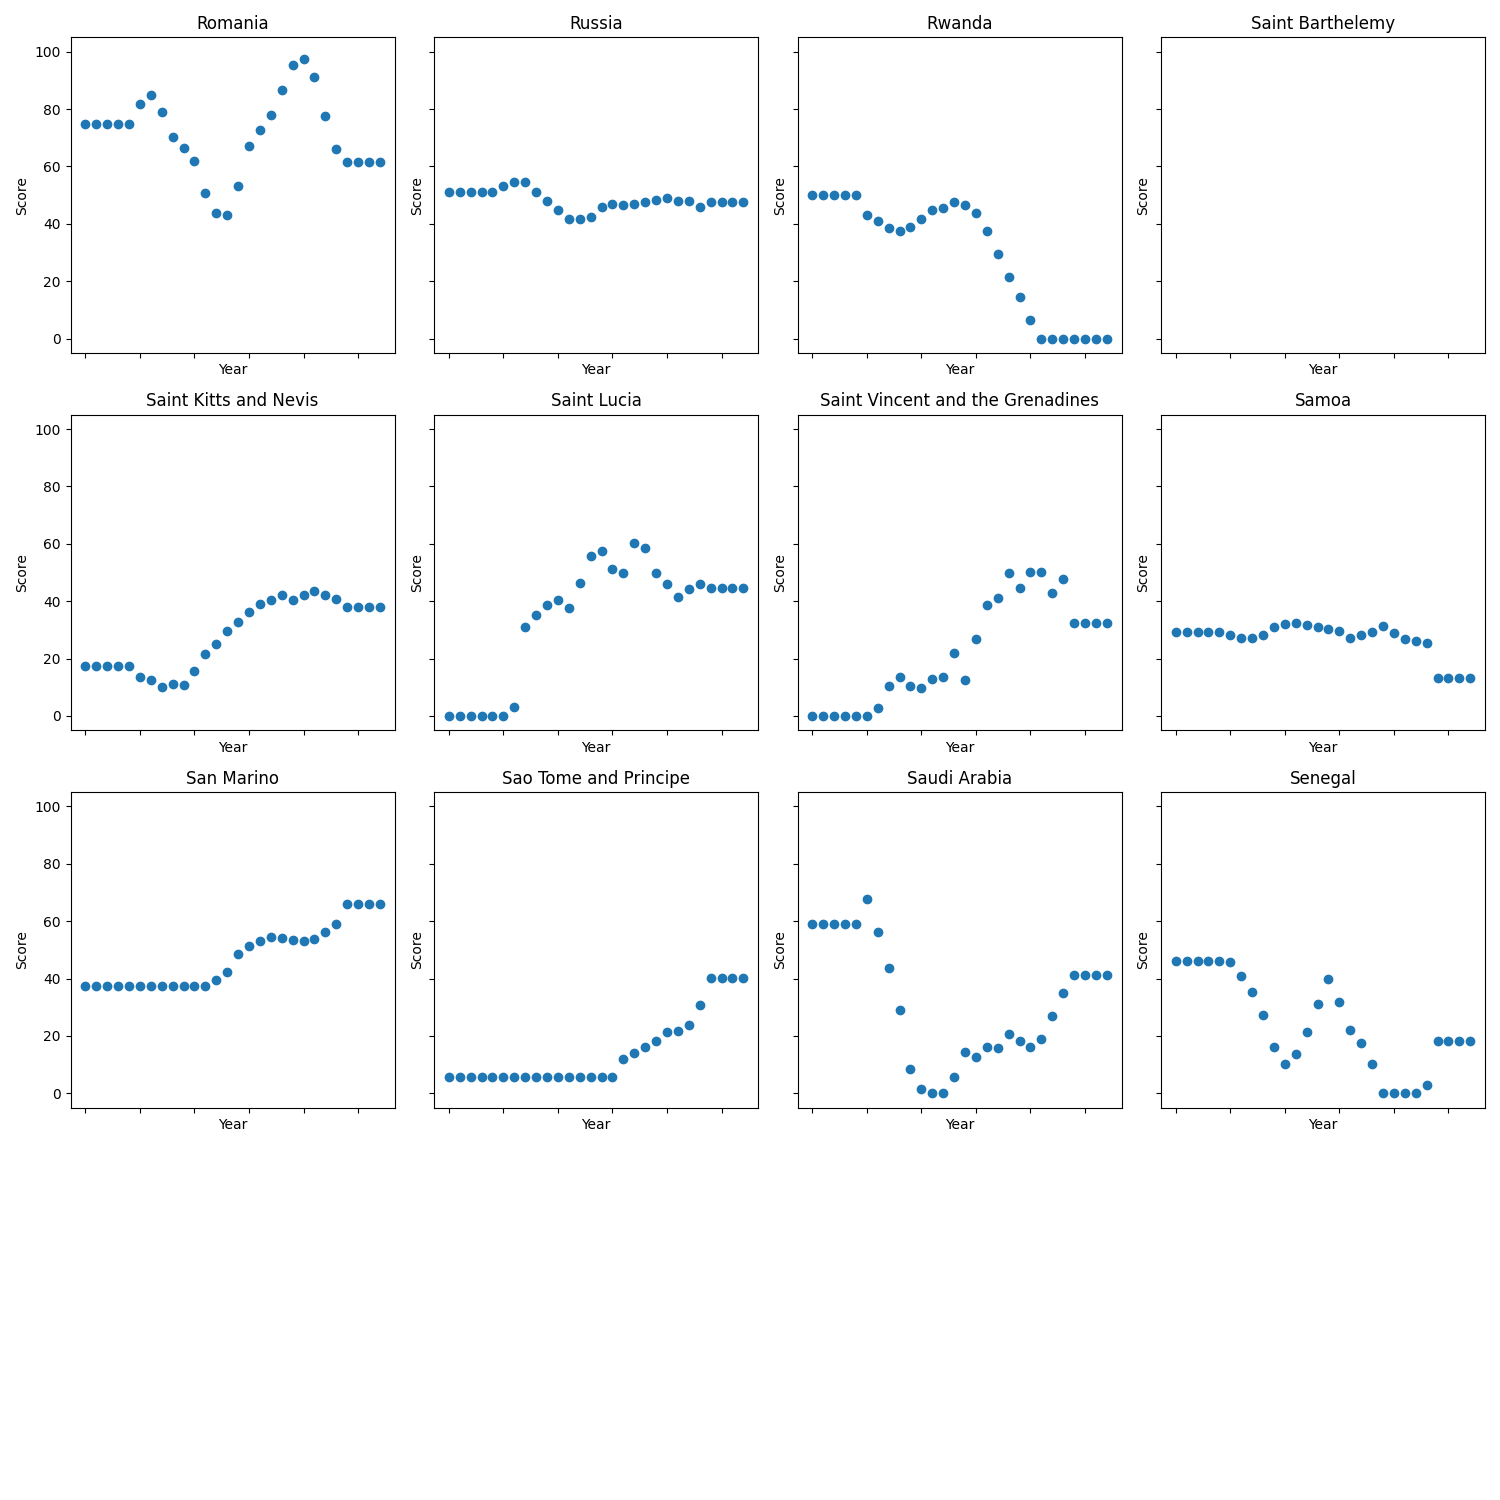 Romania
Russia
Rwanda
Saint Barthelemy
100
80
60
40
20
0
Score
Score
Score
Score
Year
Year
Year
Year
Saint Kitts and Nevis
Saint Lucia
Saint Vincent and the Grenadines
Samoa
100
80
60
40
20
0
Score
Score
Score
Score
Year
Year
Year
Year
San Marino
Sao Tome and Principe
Saudi Arabia
Senegal
100
80
60
40
20
0
Score
Score
Score
Score
Year
Year
Year
Year